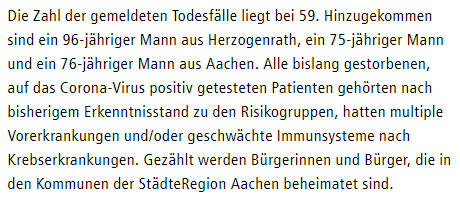 Die Zahl der gemeldeten Todesfälle liegt bei 59. Hinzugekommen
sind ein 96-jähriger Mann aus Herzogenrath, ein 75-jähriger Mann
und ein 76-jähriger Mann aus Aachen. Alle bislang gestorbenen,
auf das Corona-Virus positiv getesteten Patienten gehörten nach
bisherigem Erkenntnisstand zu den Risikogruppen, hatten multiple
Vorerkrankungen und/oder geschwächte Immunsysteme nach
Krebserkrankungen. Gezählt werden Bürgerinnen und Bürger, die in
den Kommunen der StädteRegion Aachen beheimatet sind.